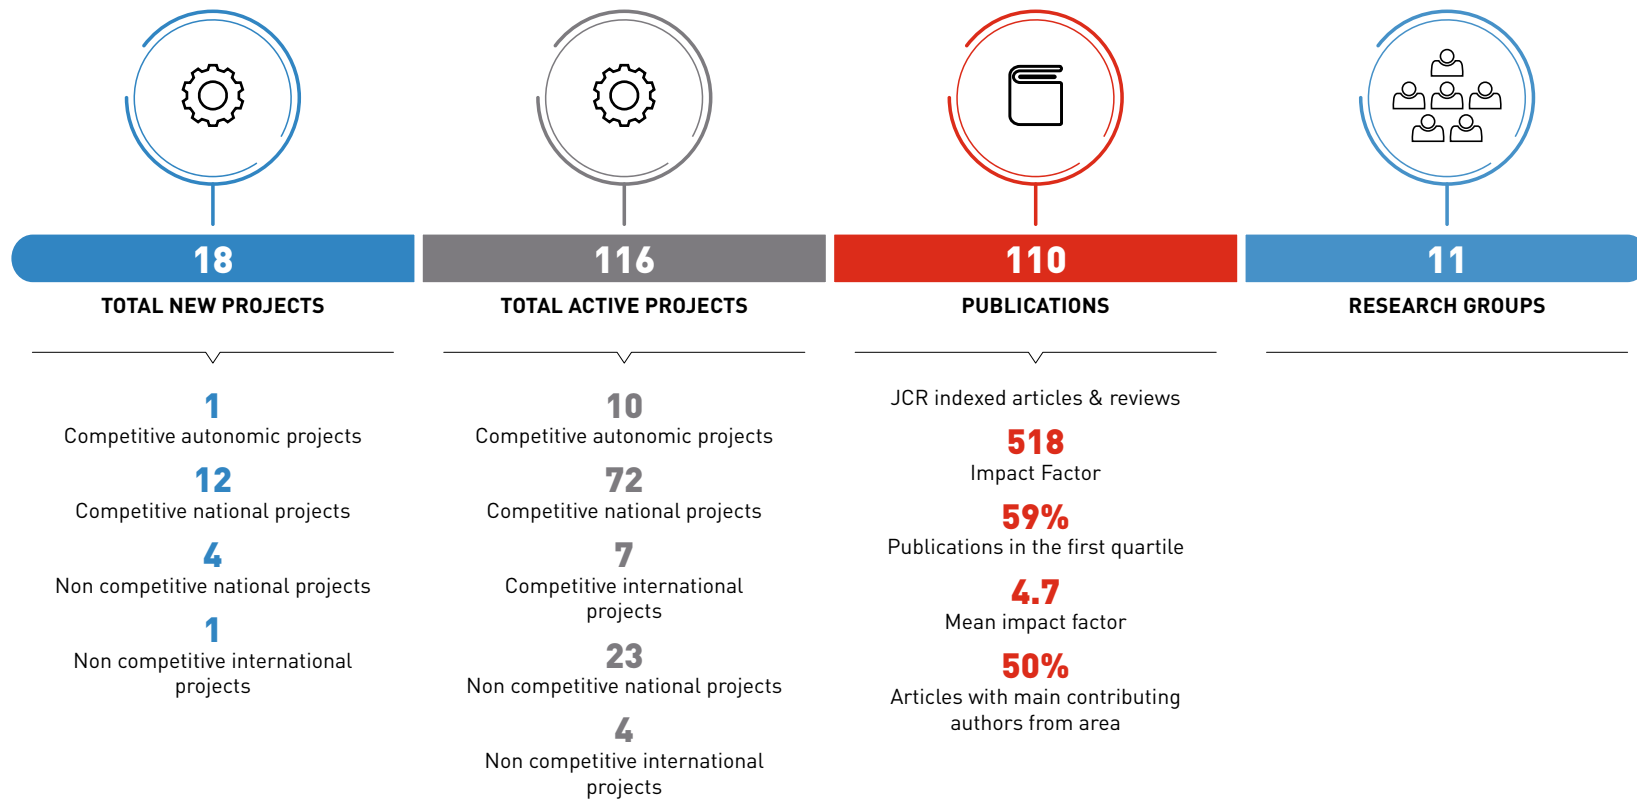 18
TOTAL NEW PROJECTS
1
Competitive autonomic projects
12
Competitive national projects
4
Non competitive national projects
1
Non competitive international
projects
116
TOTAL ACTIVE PROJECTS
10
Competitive autonomic projects
72
Competitive national projects
7
Competitive international
projects
23
Non competitive national projects
4
Non competitive international
projects
110
PUBLICATIONS
JCR indexed articles & reviews
518
Impact Factor
59%
Publications in the first quartile
4.7
Mean impact factor
50%
Articles with main contributing
authors from area
11
RESEARCH GROUPS